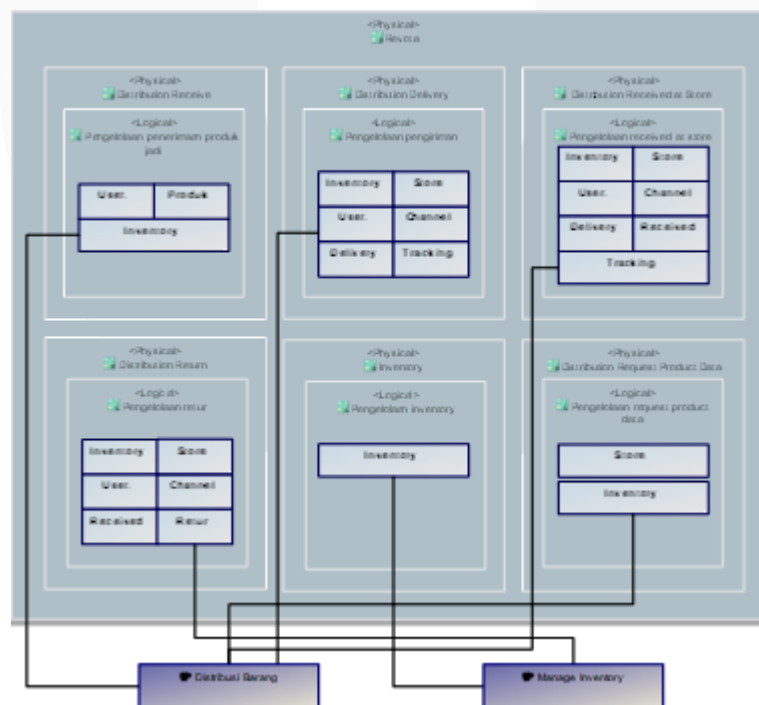 <Physical>
<Physical>
Distribution Receive
<Physical>
Distribution Delivery
<Physical>
Distribution Received at Store
<Logical>
Pengelolaan penerimaan produk
jadi
<Logical>
Pengelolaan pengiriman
<Logical>
Pengelolaan received at store
User
Produk
Inventory
Inventory
Store
User
Channel
Delivery
Tracking
Inventory
Store
User
Channel
Delivery
Received
Tracking
<Physical>
Distribution Return
<Physical>
Inventory
<Physical>
Distribution Request Product Data
<Logical>
Pengelolaan retur
<Logical>
Pengelolaan inventory
<Logical>
Pengelolaan request product
data
Inventory
Store
User
Channel
Received
Retur
Inventory
Store
Inventory
Distribusi Barang
Manage Inventory